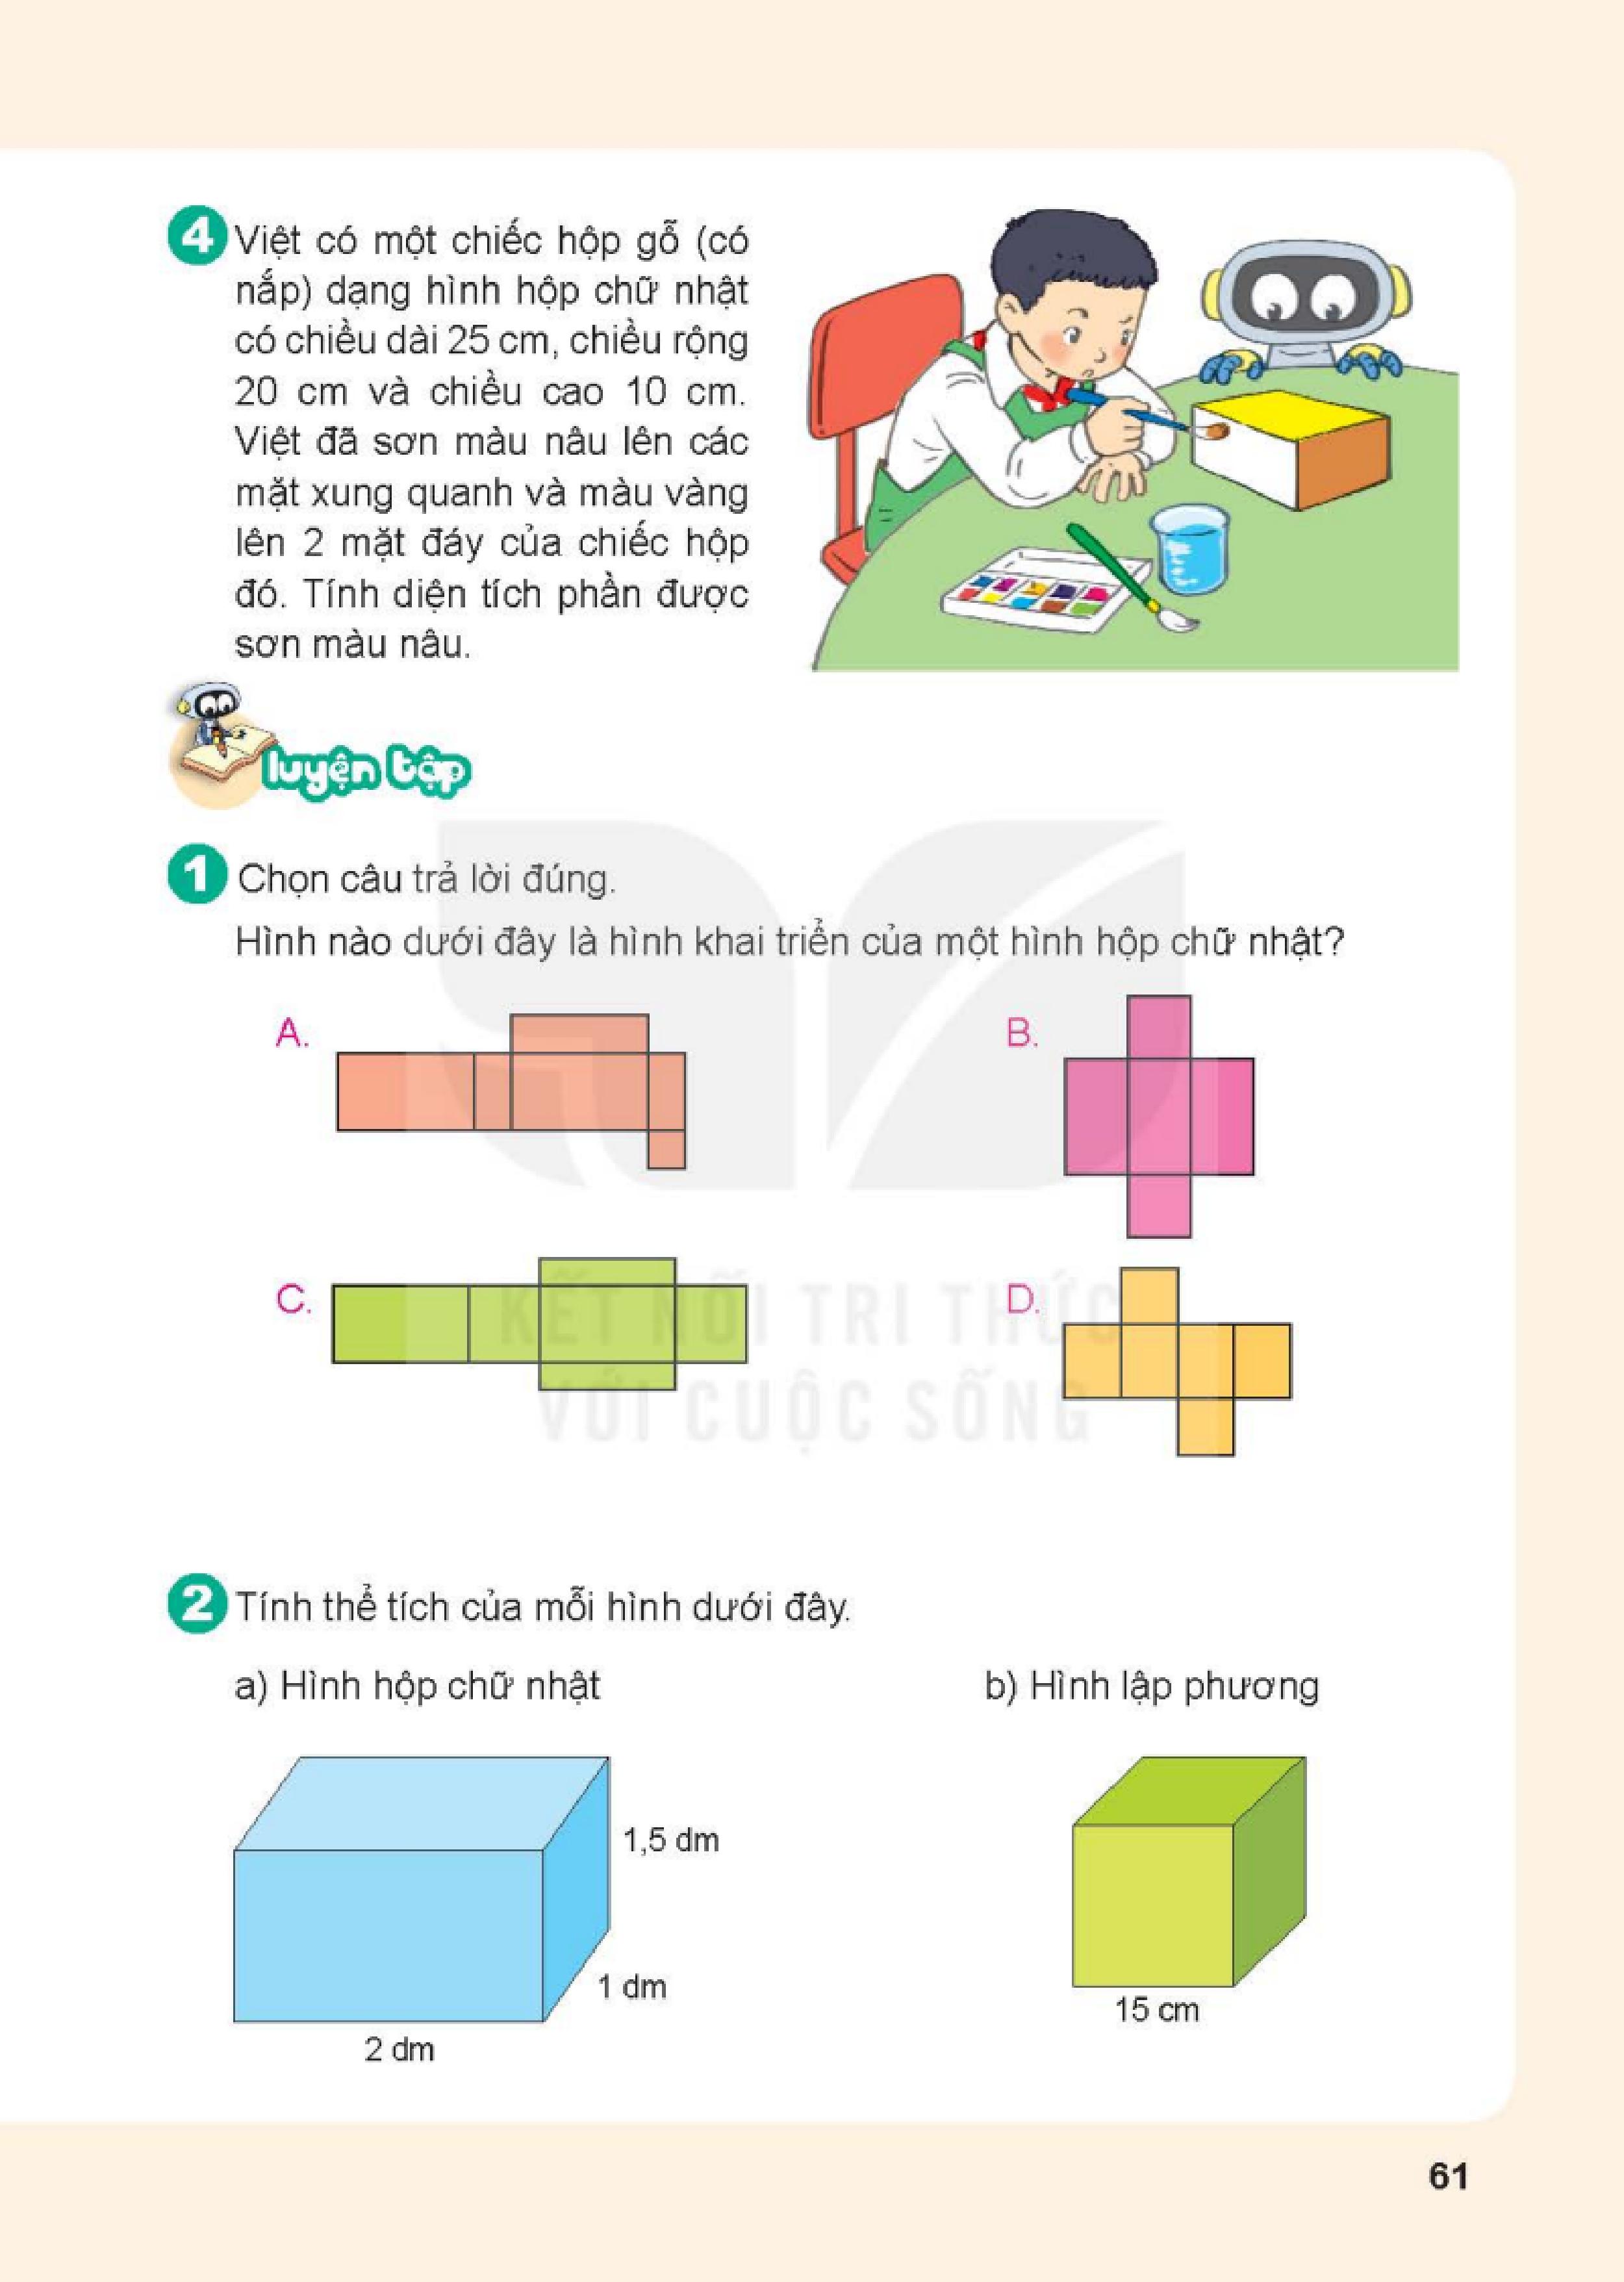 4 Việt có một chiếc hộp gỗ (có
nắp) dạng hình hộp chữ nhật
có chiều dài 25 cm, chiều rộng
20 cm và chiều cao 10 cm.
Việt đã sơn màu nâu lên các
mặt xung quanh và màu vàng
lên 2 mặt đáy của chiếc hộp
đó. Tính diện tích phần được
sơn màu nâu.
luyện tập
1 Chọn câu trả lời đúng.
Hình nào dưới đây là hình khai triển của một hình hộp chữ nhật?
A.
B.
C.
D.
KẾT NỐI TRI THỨC
VỚI CUỘC SỐNG
2 Tính thể tích của mỗi hình dưới đây.
a) Hình hộp chữ nhật
b) Hình lập phương
1,5 dm
1 dm
2 dm
15 cm
61